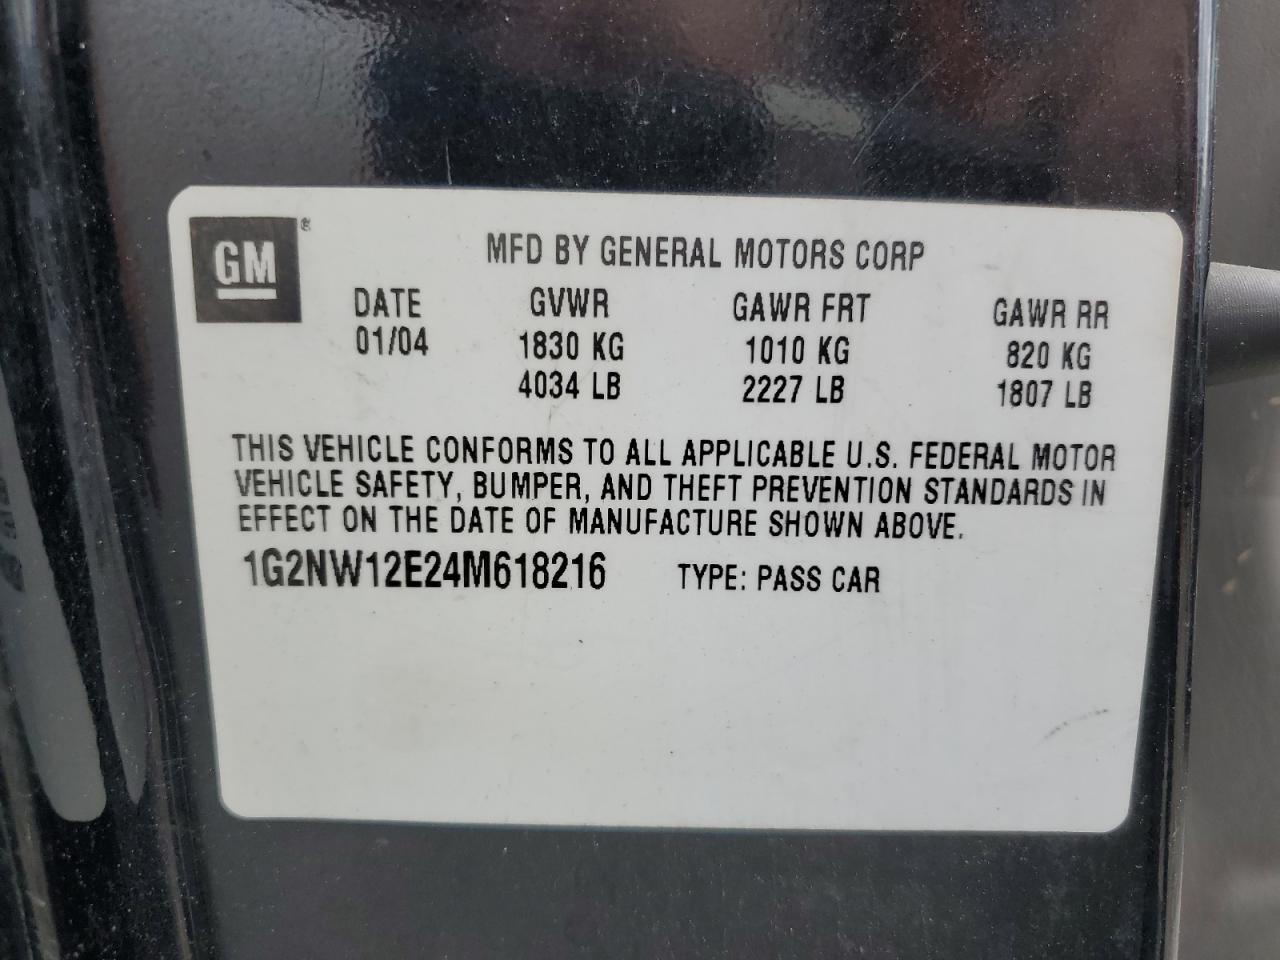 GM®
MFD BY GENERAL MOTORS CORP
DATE GVWR GAWR FRT GAWR RR
01/04 1830 KG 1010 KG 820 KG
4034 LB 2227 LB 1807 LB
THIS VEHICLE CONFORMS TO ALL APPLICABLE U.S. FEDERAL MOTOR
VEHICLE SAFETY, BUMPER, AND THEFT PREVENTION STANDARDS IN
EFFECT ON THE DATE OF MANUFACTURE SHOWN ABOVE.
1G2NW12E24M618216 TYPE: PASS CAR